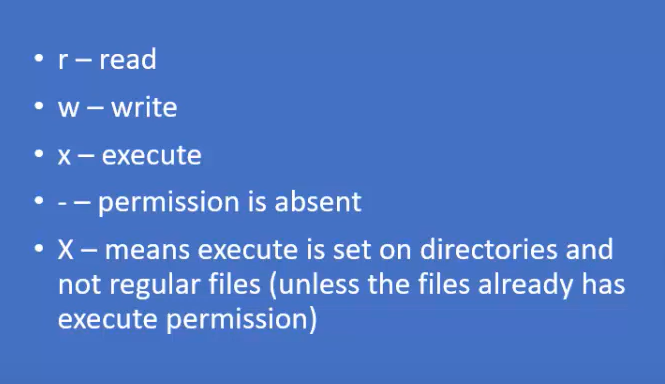 • r – read
• w – write
• x – execute
• - – permission is absent
• X – means execute is set on directories and
not regular files (unless the files already has
execute permission)